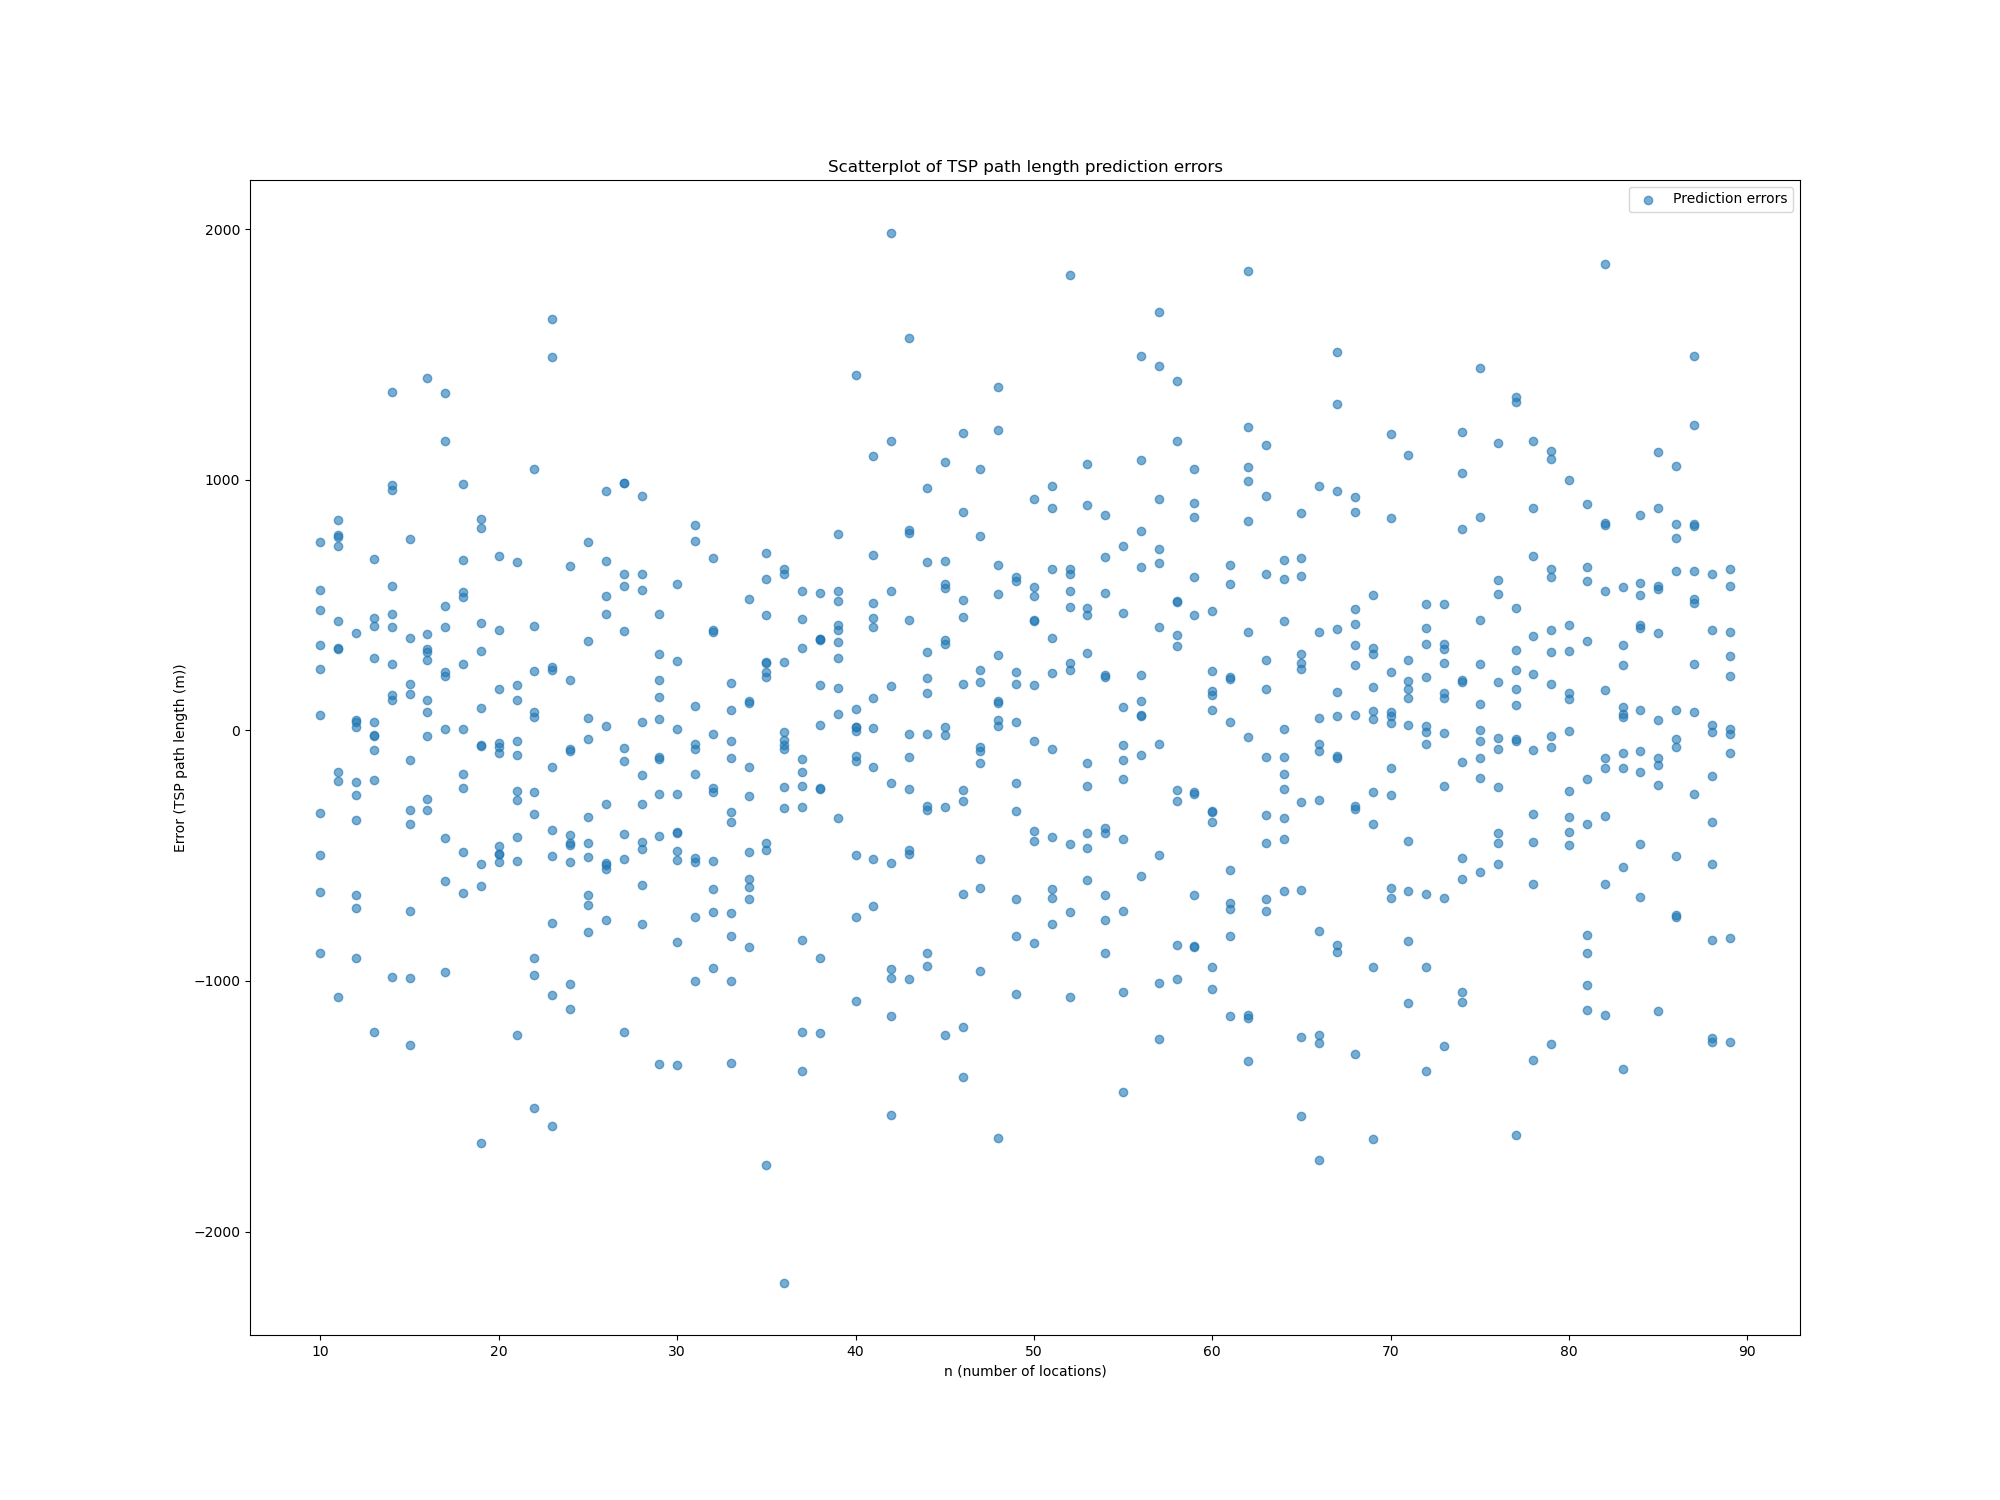 Scatterplot of TSP path length prediction errors
Prediction errors
2000
1000
0
−1000
−2000
Error (TSP path length (m))
10 20 30 40 50 60 70 80 90
n (number of locations)